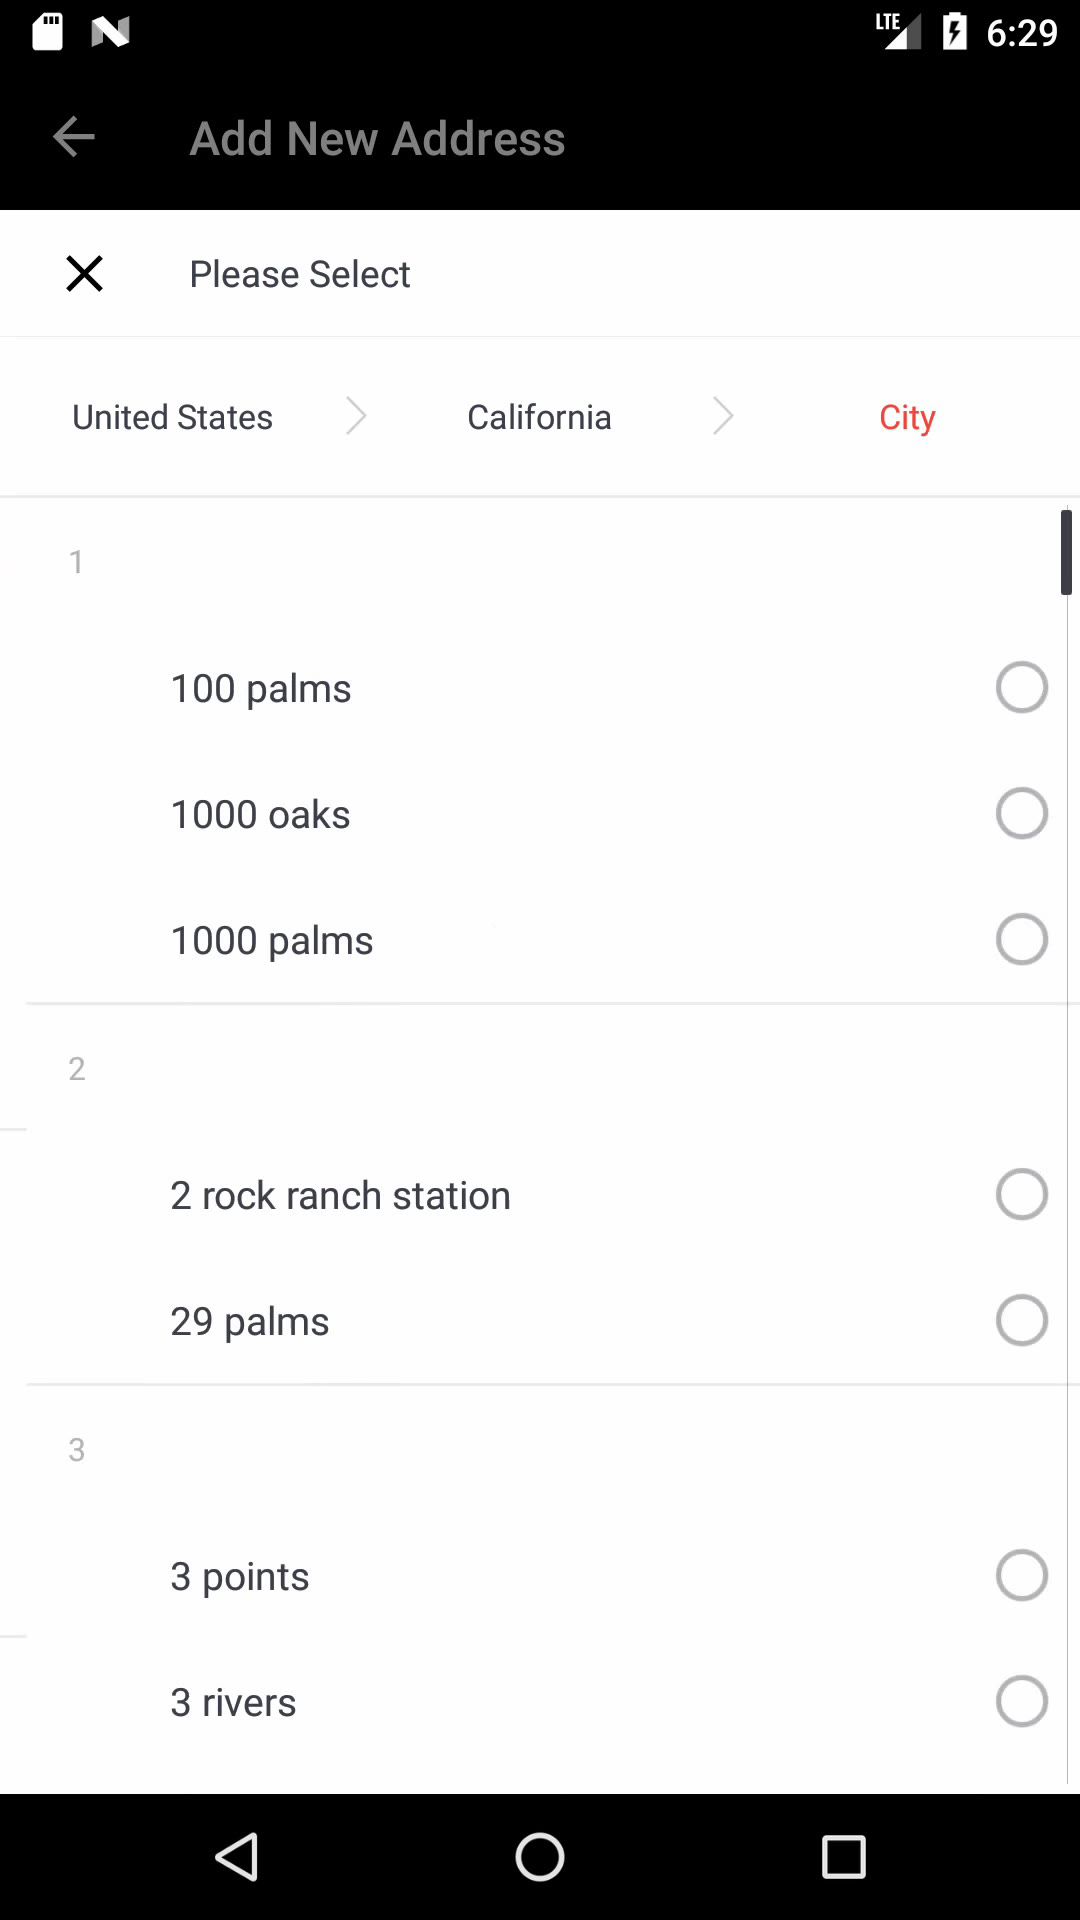 LTE 6:29
Add New Address
Please Select
United States California City
1
100 palms
1000 oaks
1000 palms
2
2 rock ranch station
29 palms
3
3 points
3 rivers